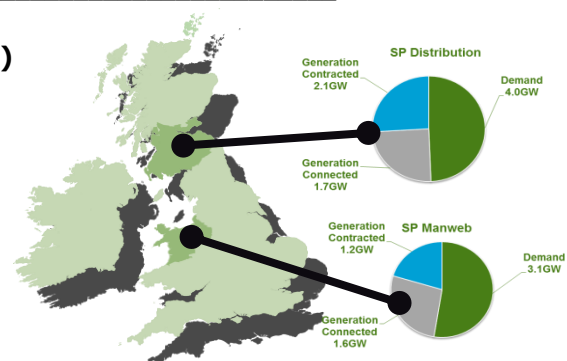 )
SP Distribution
Generation
Contracted
2.1GW
Demand
4.0GW
Generation
Connected
1.7GW
SP Manweb
Generation
Contracted
1.2GW
Demand
3.1GW
Generation
Connected
1.6GW